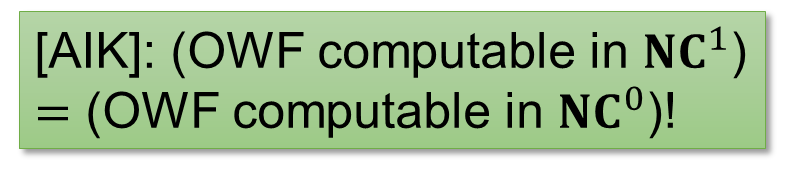 [AIK]: (OWF computable in NC¹)
= (OWF computable in NC⁰)!